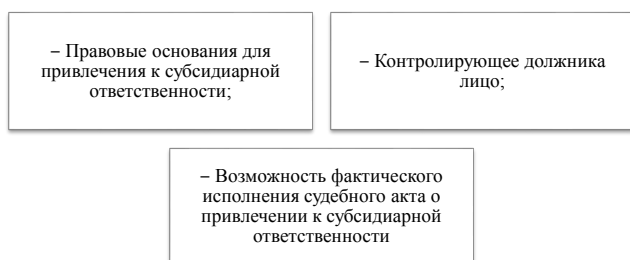 – Правовые основания для
привлечения к субсидиарной
ответственности;
– Контролирующее должника
лицо;
– Возможность фактического
исполнения судебного акта о
привлечении к субсидиарной
ответственности